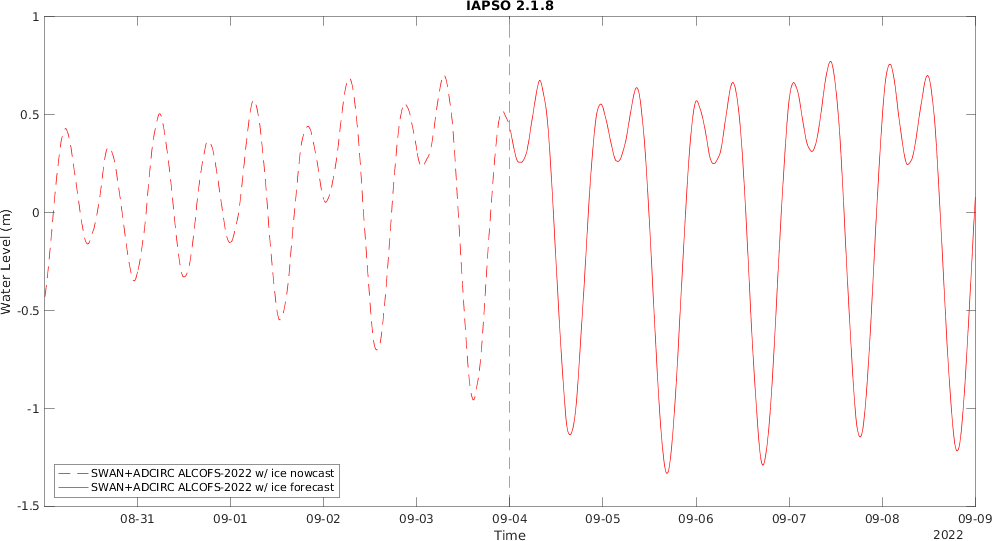 IAPSO 2.1.8
1
0.5
0
-0.5
-1
-1.5
Water Level (m)
SWAN+ADCIRC ALCOFS-2022 w/ ice nowcast
SWAN+ADCIRC ALCOFS-2022 w/ ice forecast
08-31 09-01 09-02 09-03 09-04 09-05 09-06 09-07 09-08 09-09
Time
2022